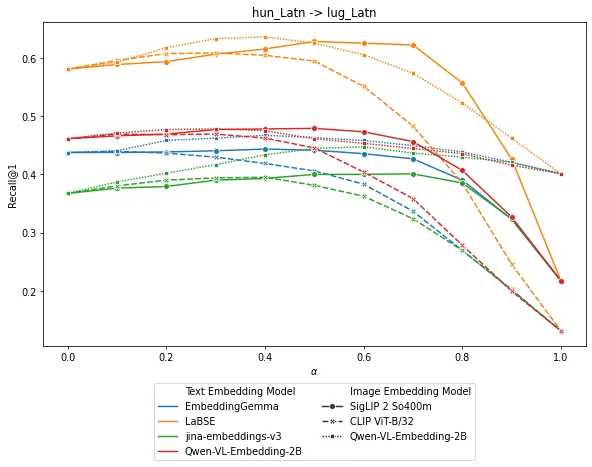 hun_Latn -> lug_Latn
Recall@1
0.6
0.5
0.4
0.3
0.2
0.0
0.2
0.4
0.6
0.8
1.0
α
Text Embedding Model
EmbeddingGemma
LaBSE
jina-embeddings-v3
Qwen-VL-Embedding-2B
Image Embedding Model
SigLIP 2 So400m
CLIP ViT-B/32
Qwen-VL-Embedding-2B